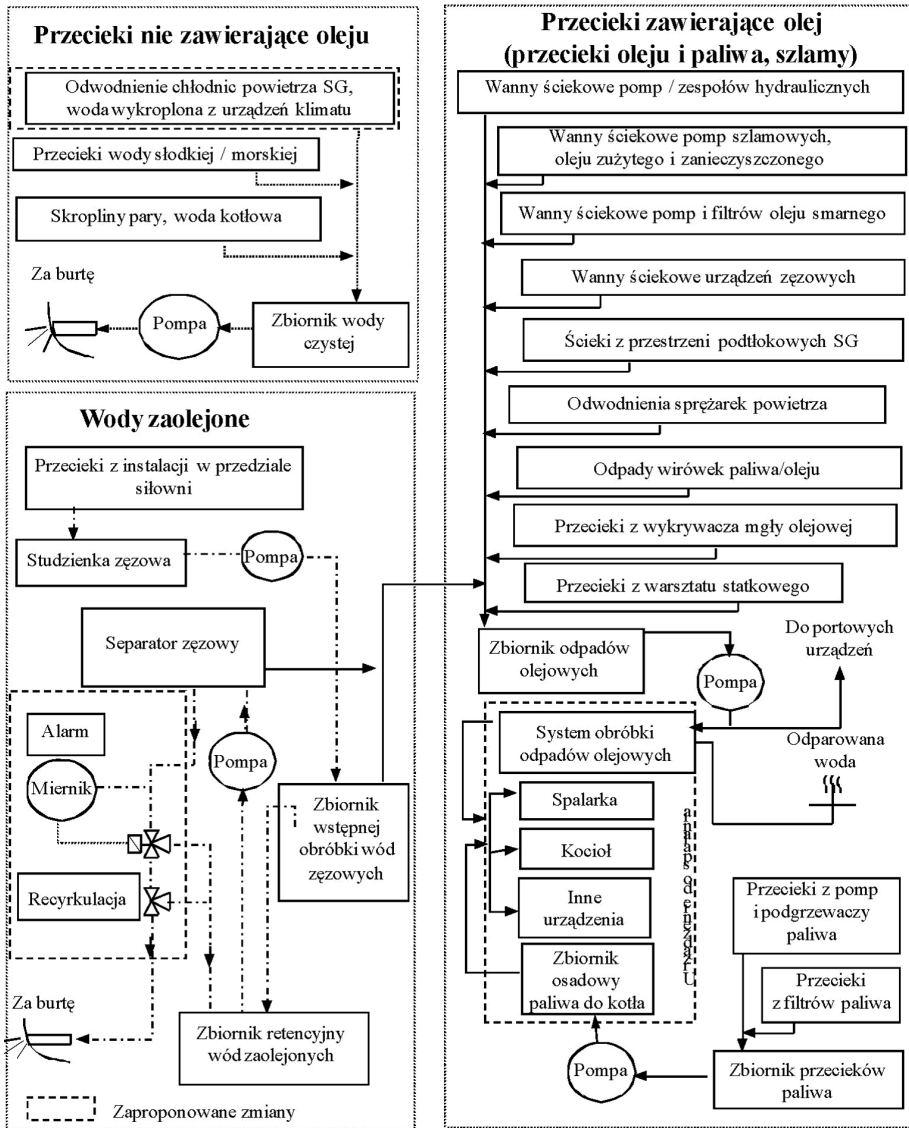 Przecieki nie zawierające oleju
Odwodnienie chłodnic powietrza SG,
woda wykroplona z urządzeń klimatu
Przecieki wody słodkiej / morskiej
Skropliny pary, woda kotłowa
Za burtę
Pompa
Zbiornik wody
czystej
Wody zaolejone
Przecieki z instalacji w przedziale
siłowni
Studzienka zęzowa
Pompa
Separator zęzowy
Alarm
Miernik
Pompa
Zbiornik
wstępnej
obróbki wód
zęzowych
Recyrkulacja
Za burtę
Zbiornik retencyjny
wód zaolejonych
Zaproponowane zmiany
Przecieki zawierające olej
(przecieki oleju i paliwa, szlamy)
Wanny ściekowe pomp / zespołów hydraulicznych
Wanny ściekowe pomp szlamowych,
oleju zużytego i zanieczyszczonego
Wanny ściekowe pomp i filtrów oleju smarnego
Wanny ściekowe urządzeń zęzowych
Ścieki z przestrzeni podtłokowych SG
Odwodnienia sprężarek powietrza
Odpady wirówek paliwa/oleju
Przecieki z wykrywacza mgły olejowej
Przecieki z warsztatu statkowego
Zbiornik odpadów
olejowych
Pompa
Do portowych
urządzeń
System obróbki
odpadów olejowych
Odparowana
woda
Spalarka
Kocioł
Inne
urządzenia
Zbiornik
osadowy
paliwa do kotła
Urządzenie do spalania
Przecieki z pomp
i podgrzewaczy
paliwa
Przecieki
z filtrów paliwa
Zbiornik przecieków
paliwa
Pompa